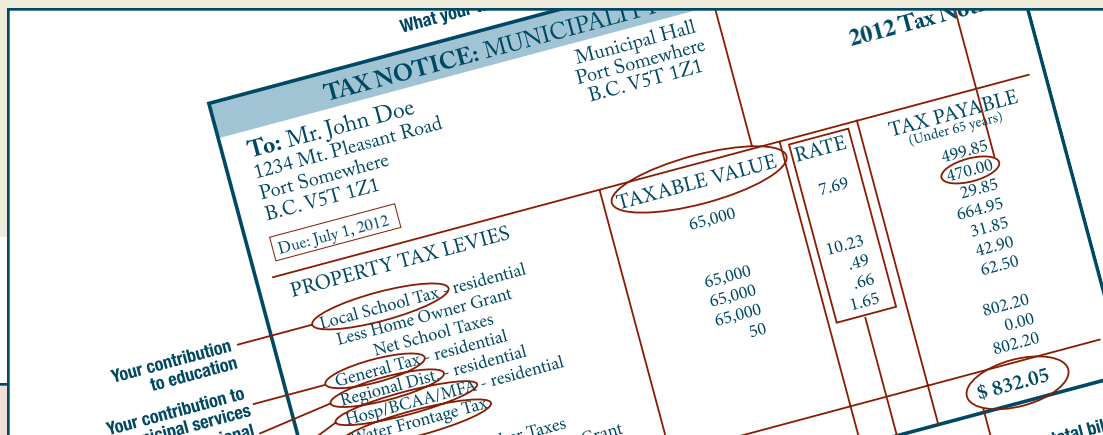 What your
TAX NOTICE: MUNICIPALITY
2012 Tax
To: Mr. John Doe
1234 Mt. Pleasant Road
Port Somewhere
B.C. V5T 1Z1
Due: July 1, 2012
Municipal Hall
Port Somewhere
B.C. V5T 1Z1
PROPERTY TAX LEVIES
TAXABLE VALUE
RATE
TAX PAYABLE
(Under 65 years)
Local School Tax - residential
65,000
7.69
499.85
Less Home Owner Grant
470.00
Net School Taxes
29.85
General Tax - residential
65,000
10.23
664.95
Regional Dist. - residential
65,000
.49
31.85
Hosp/BCAA/MFA - residential
65,000
.66
42.90
Water Frontage Tax
50
1.65
62.50
Taxes
802.20
Grant
0.00
802.20
$ 832.05
Your contribution
to education
Your contribution to
services